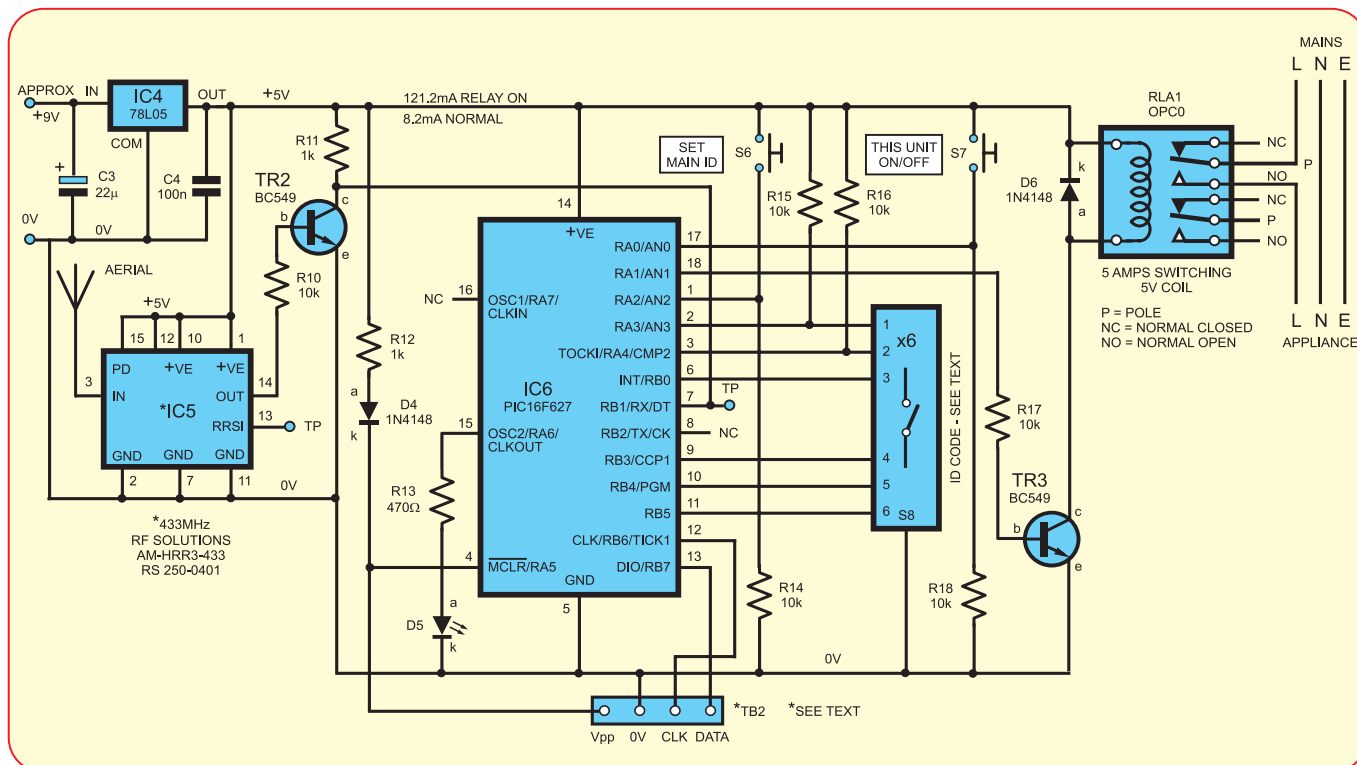 APPROX
+9V
IN
IC4
78L05
OUT
COM
+5V
121.2mA RELAY ON
8.2mA NORMAL
+
C3
22µ
C4
100n
0V
0V
R11
1k
TR2
BC549
b
c
e
R10
10k
AERIAL
+5V
15
12
10
1
PD
+VE
+VE
3
IN
OUT
14
*IC5
RRSI
13
TP
GND
GND
GND
2
7
11
0V
*433MHz
RF SOLUTIONS
AM-HRR3-433
RS 250-0401
R12
1k
a
D4
1N4148
k
R13
470Ω
a
D5
k
NC
16
OSC1/RA7/
CLKIN
15
OSC2/RA6/
CLKOUT
4
MCLR/RA5
14
+VE
IC6
PIC16F627
GND
5
RA0/AN0
17
RA1/AN1
18
RA2/AN2
1
RA3/AN3
2
TOCKI/RA4/CMP2
3
INT/RB0
6
RB1/RX/DT
7
TP
RB2/TX/CK
8
NC
RB3/CCP1
9
RB4/PGM
10
RB5
11
CLK/RB6/TICK1
12
DIO/RB7
13
SET
MAIN ID
S6
R15
10k
R16
10k
THIS UNIT
ON/OFF
S7
1
x6
2
3
4
5
6
S8
ID CODE - SEE TEXT
R14
10k
R18
10k
R17
10k
TR3
BC549
b
c
e
k
D6
1N4148
a
RLA1
OPC0
5 AMPS SWITCHING
5V COIL
P = POLE
NC = NORMAL CLOSED
NO = NORMAL OPEN
NC
P
NO
NC
P
NO
MAINS
L N E
L N E
APPLIANCE
0V
*TB2
*SEE TEXT
Vpp
0V
CLK
DATA